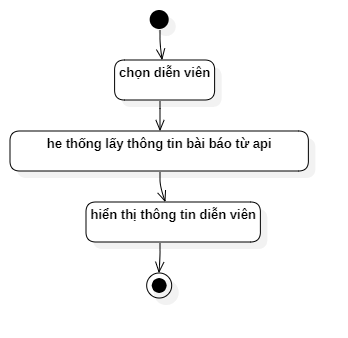 chọn diễn viên
he thống lấy thông tin bài báo từ api
hiển thị thông tin diễn viên